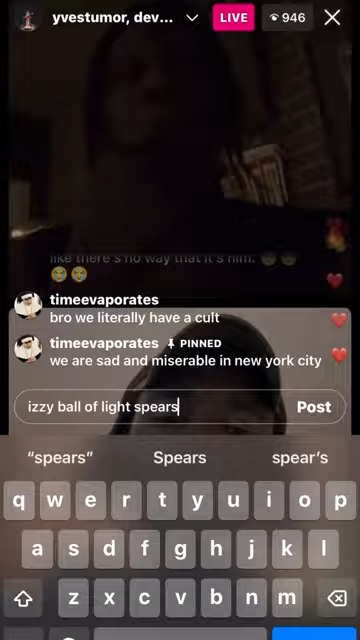 yvestumor, dev...
LIVE
946
like there's no way that it's him.
timeevaporates
bro we literally have a cult
timeevaporates PINNED
we are sad and miserable in new york city
izzy ball of light spears
Post
“spears”
Spears
spear's
q w e r t y u i o p
a s d f g h j k l
z x c v b n m